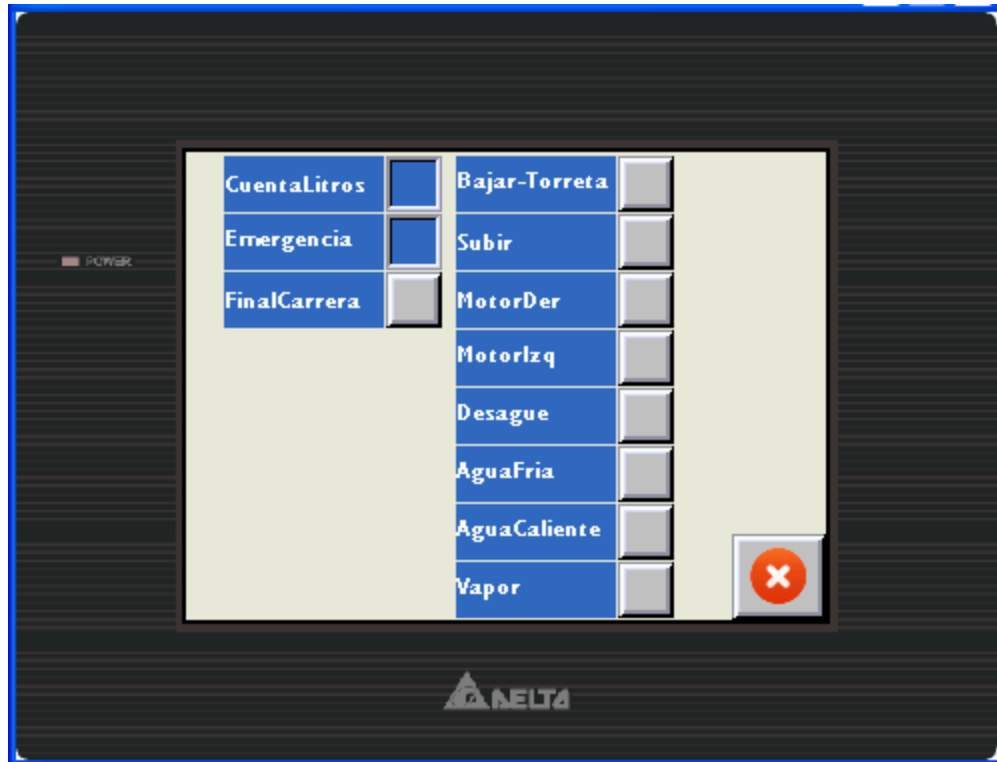 CuentaLitros
Emergencia
FinalCarrera
Bajar-Torreta
Subir
MotorDer
MotorIzq
Desague
AguaFria
AguaCaliente
Vapor
POWER
DELTA